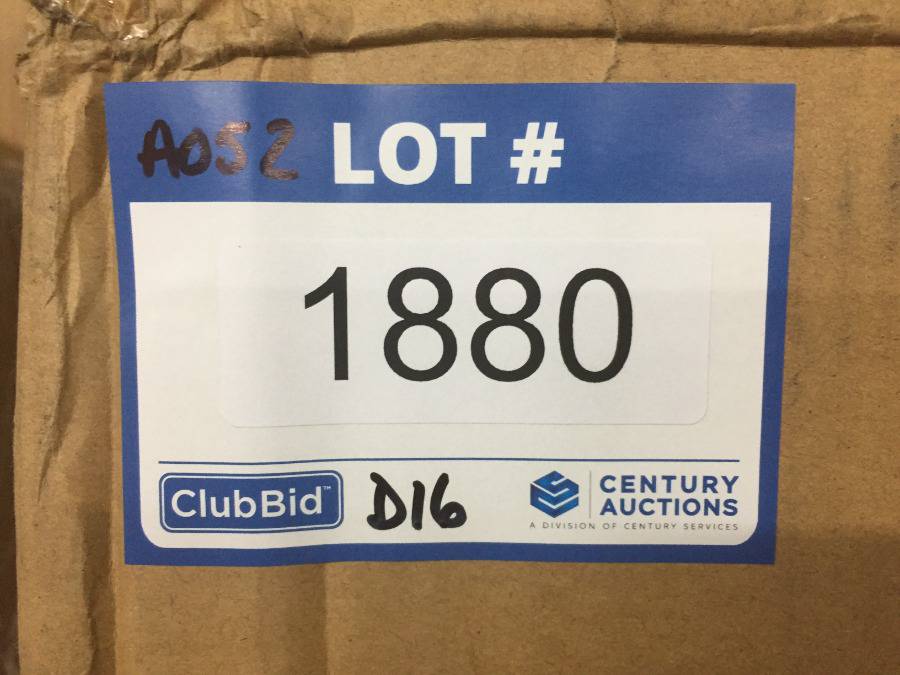 A052 LOT #
1880
ClubBid™ D16 CENTURY
AUCTIONS
A DIVISION OF CENTURY SERVICES